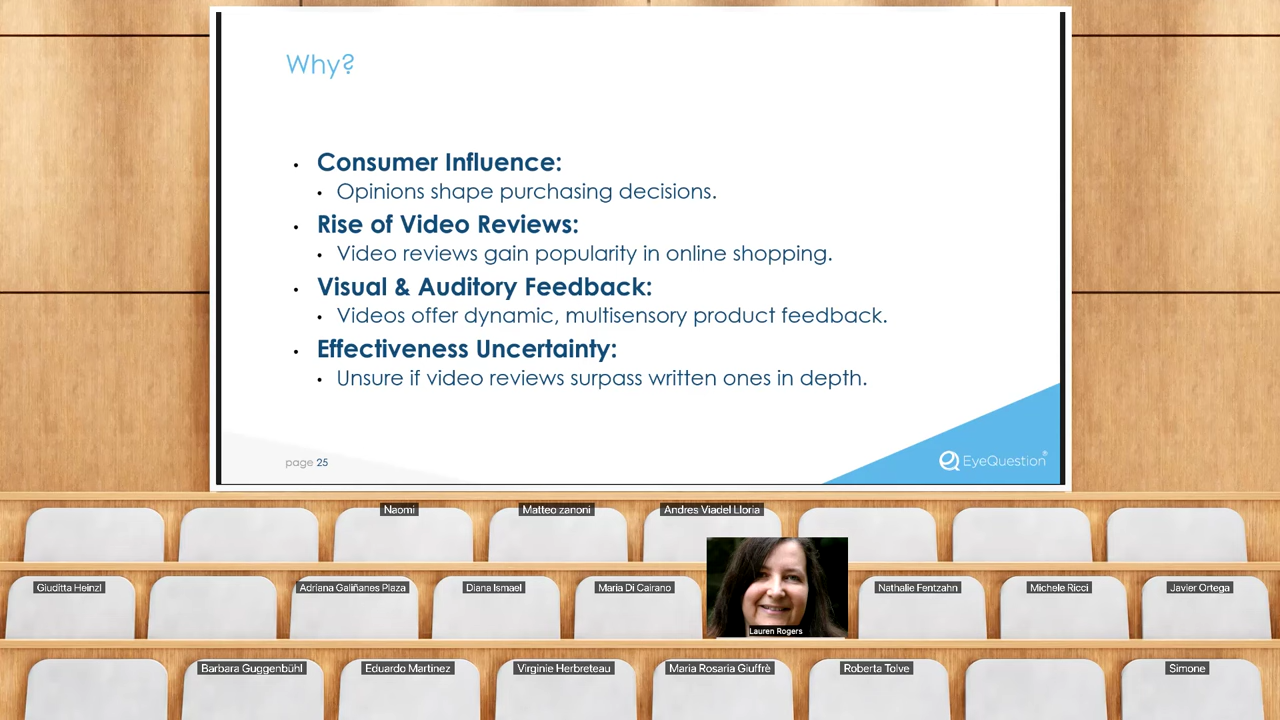 Why?
• Consumer Influence:
• Opinions shape purchasing decisions.
• Rise of Video Reviews:
• Video reviews gain popularity in online shopping.
• Visual & Auditory Feedback:
• Videos offer dynamic, multisensory product feedback.
• Effectiveness Uncertainty:
• Unsure if video reviews surpass written ones in depth.
page 25
EyeQuestion®
Naomi
Matteo zanoni
Andres Viadel Lloria
Giuditta Heinzl
Adriana Galiñanes Plaza
Diana Ismael
Maria Di Cairano
Lauren Rogers
Nathalie Fentzahn
Michele Ricci
Javier Ortega
Barbara Guggenbühl
Eduardo Martinez
Virginie Herbreteau
Maria Rosaria Giuffrè
Roberta Tolve
Simone